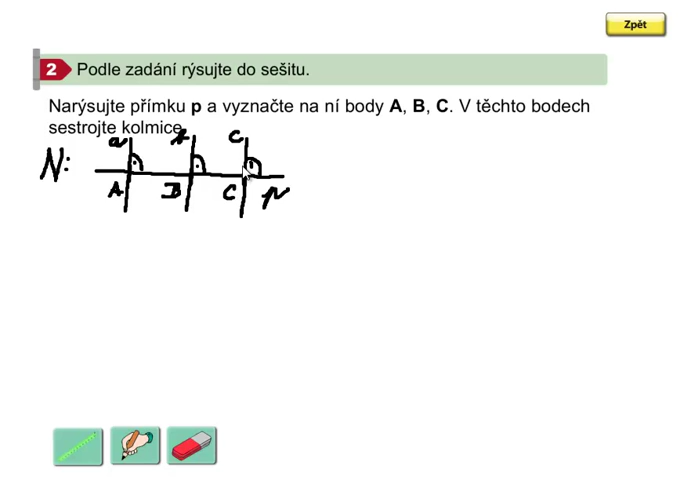 Zpět
2 Podle zadání rýsujte do sešitu.
Narýsujte přímku p a vyznačte na ní body A, B, C. V těchto bodech
sestrojte kolmice.
a b c
N:
A B C p